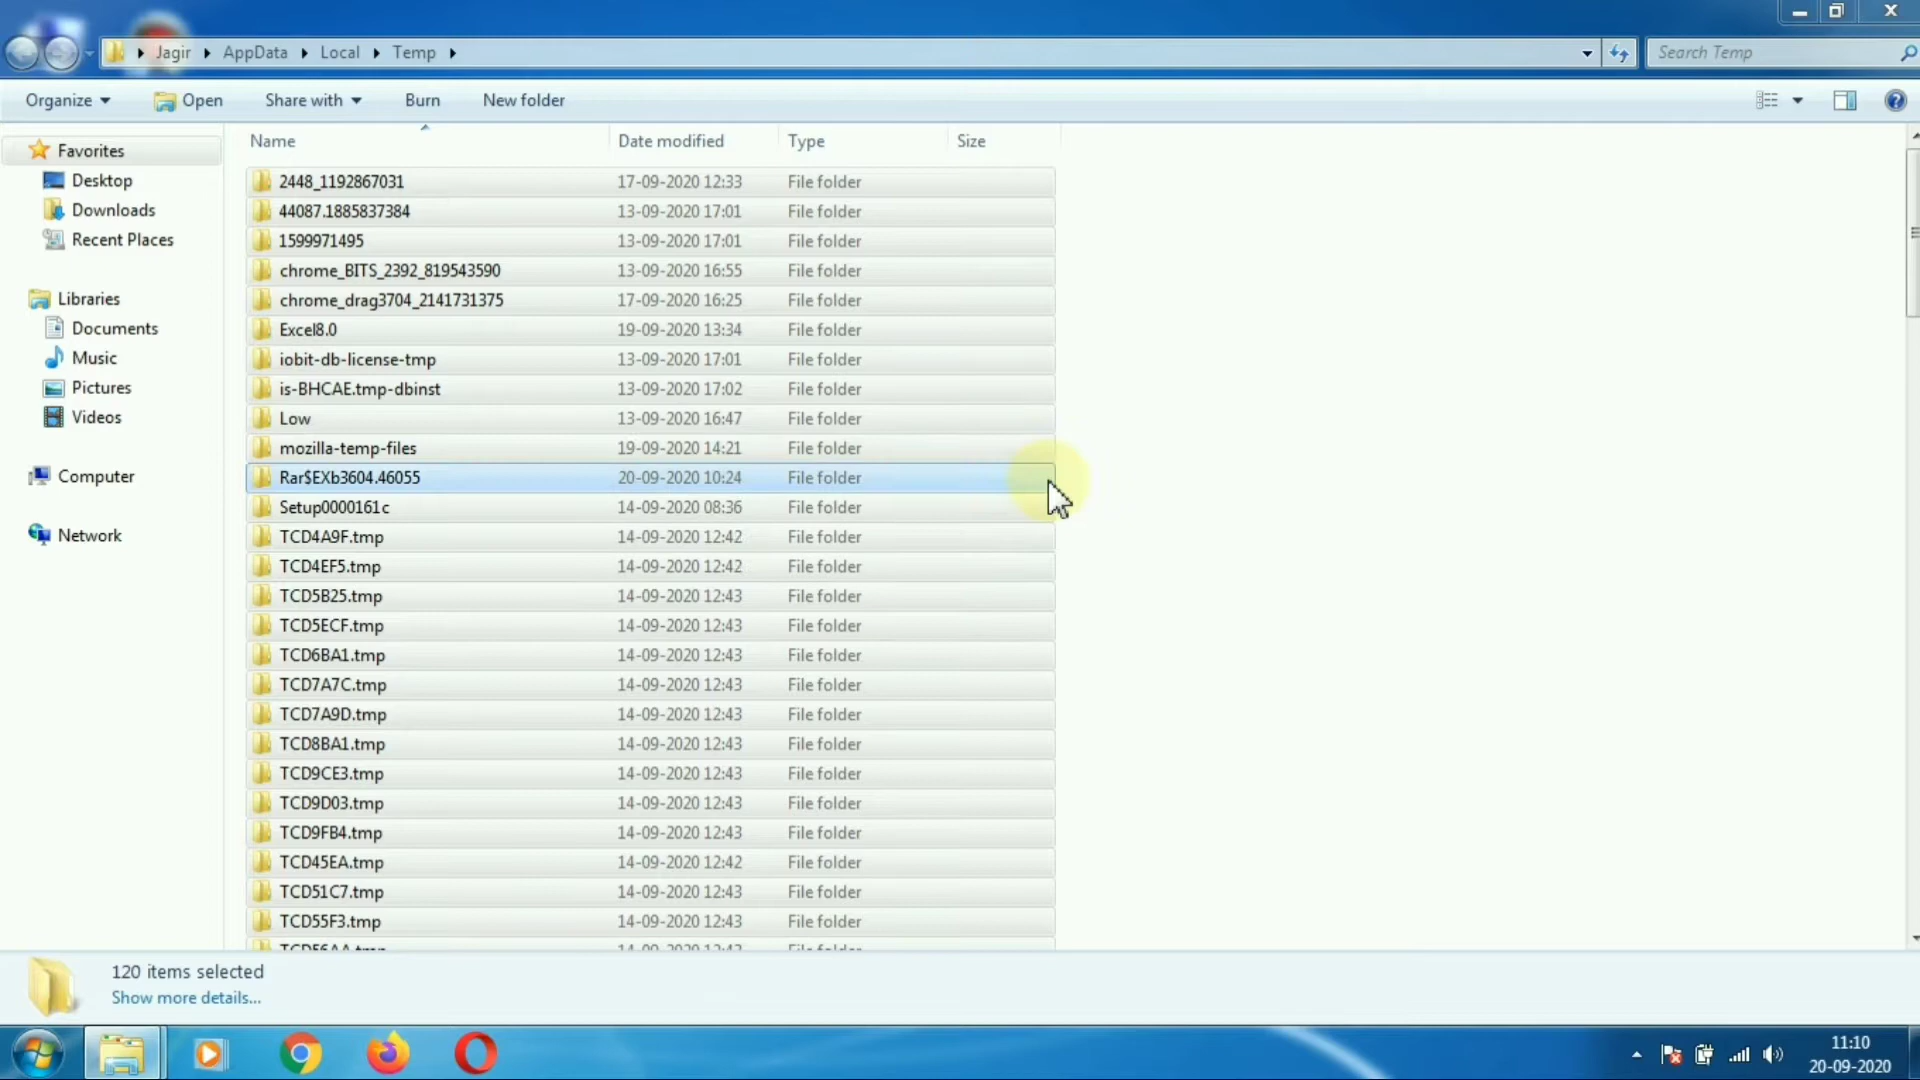 Jagir AppData Local Temp
Search Temp
Organize Open Share with Burn New folder
Name Date modified Type Size
Favorites
Desktop
Downloads
Recent Places
Libraries
Documents
Music
Pictures
Videos
Computer
Network
2448_1192867031 17-09-2020 12:33 File folder
44087.1885837384 13-09-2020 17:01 File folder
1599971495 13-09-2020 17:01 File folder
chrome_BITS_2392_819543590 13-09-2020 16:55 File folder
chrome_drag3704_2141731375 17-09-2020 16:25 File folder
Excel8.0 19-09-2020 13:34 File folder
iobit-db-license-tmp 13-09-2020 17:01 File folder
is-BHCAE.tmp-dbinst 13-09-2020 17:02 File folder
Low 13-09-2020 16:47 File folder
mozilla-temp-files 19-09-2020 14:21 File folder
Rar$EXb3604.46055 20-09-2020 10:24 File folder
Setup0000161c 14-09-2020 08:36 File folder
TCD4A9F.tmp 14-09-2020 12:42 File folder
TCD4EF5.tmp 14-09-2020 12:42 File folder
TCD5B25.tmp 14-09-2020 12:43 File folder
TCD5ECF.tmp 14-09-2020 12:43 File folder
TCD6BA1.tmp 14-09-2020 12:43 File folder
TCD7A7C.tmp 14-09-2020 12:43 File folder
TCD7A9D.tmp 14-09-2020 12:43 File folder
TCD8BA1.tmp 14-09-2020 12:43 File folder
TCD9CE3.tmp 14-09-2020 12:43 File folder
TCD9D03.tmp 14-09-2020 12:43 File folder
TCD9FB4.tmp 14-09-2020 12:43 File folder
TCD45EA.tmp 14-09-2020 12:42 File folder
TCD51C7.tmp 14-09-2020 12:43 File folder
TCD55F3.tmp 14-09-2020 12:43 File folder
120 items selected
Show more details...
11:10
20-09-2020